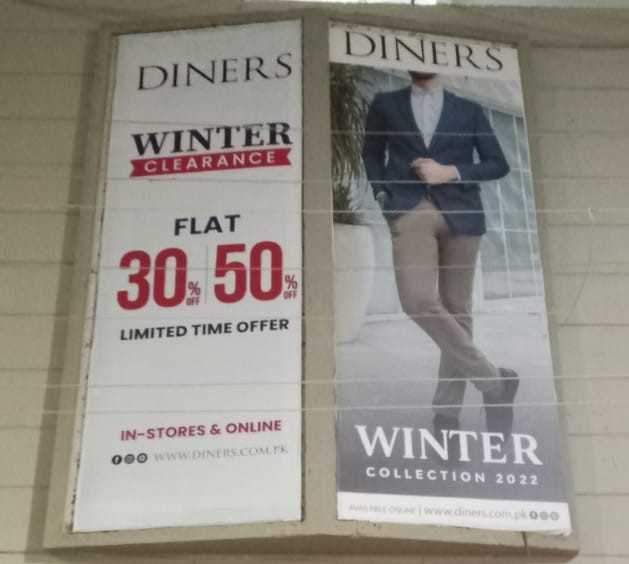 DINERS
WINTER
CLEARANCE
FLAT
30% OFF 50% OFF
LIMITED TIME OFFER
IN-STORES & ONLINE
WWW.DINERS.COM.PK
DINERS
WINTER
COLLECTION 2022
AVAILABLE ONLINE | www.diners.com.pk